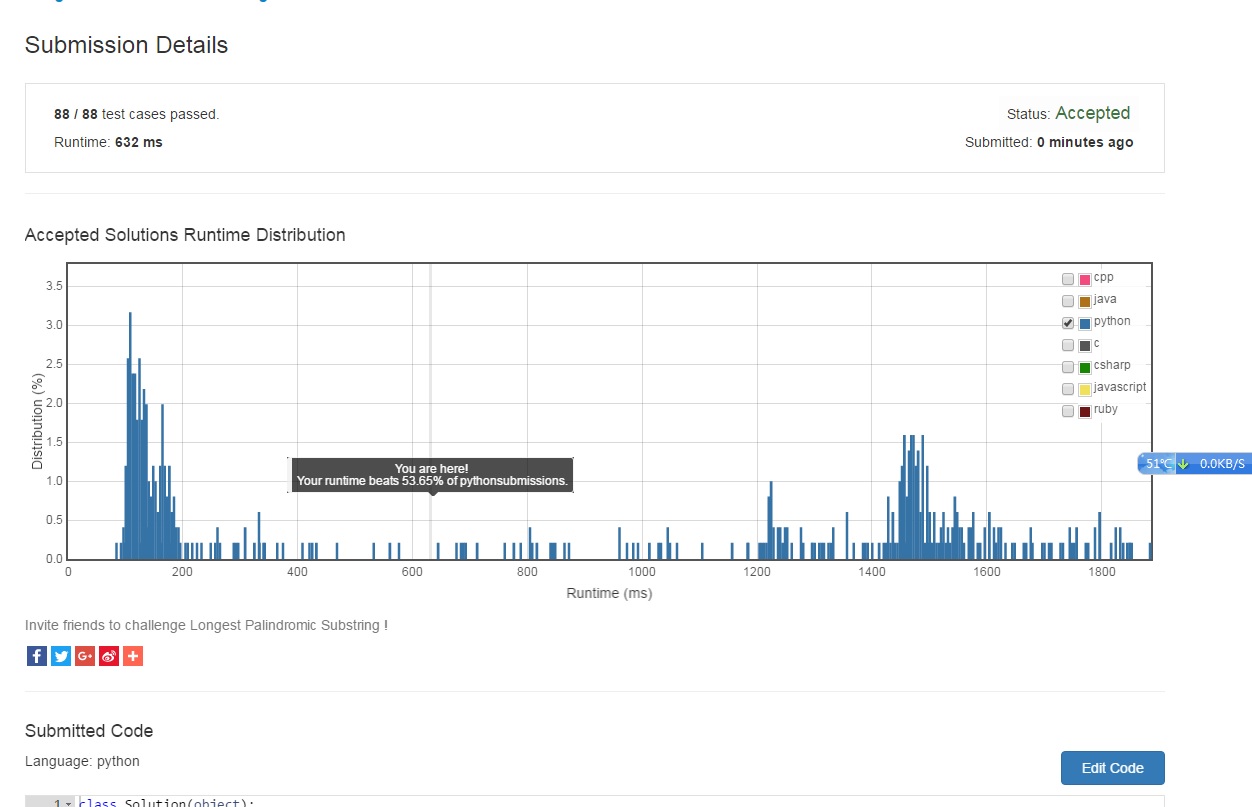 Submission Details
88 / 88 test cases passed.
Status: Accepted
Runtime: 632 ms
Submitted: 0 minutes ago
Accepted Solutions Runtime Distribution
3.5
3.0
2.5
2.0
1.5
1.0
0.5
0.0
Distribution (%)
cpp
java
python
c
csharp
javascript
ruby
You are here!
Your runtime beats 53.65% of pythonsubmissions.
51℃ 0.0KB/S
0 200 400 600 800 1000 1200 1400 1600 1800
Runtime (ms)
Invite friends to challenge Longest Palindromic Substring !
f G+ +
Submitted Code
Language: python
Edit Code
1 class Solution(object):